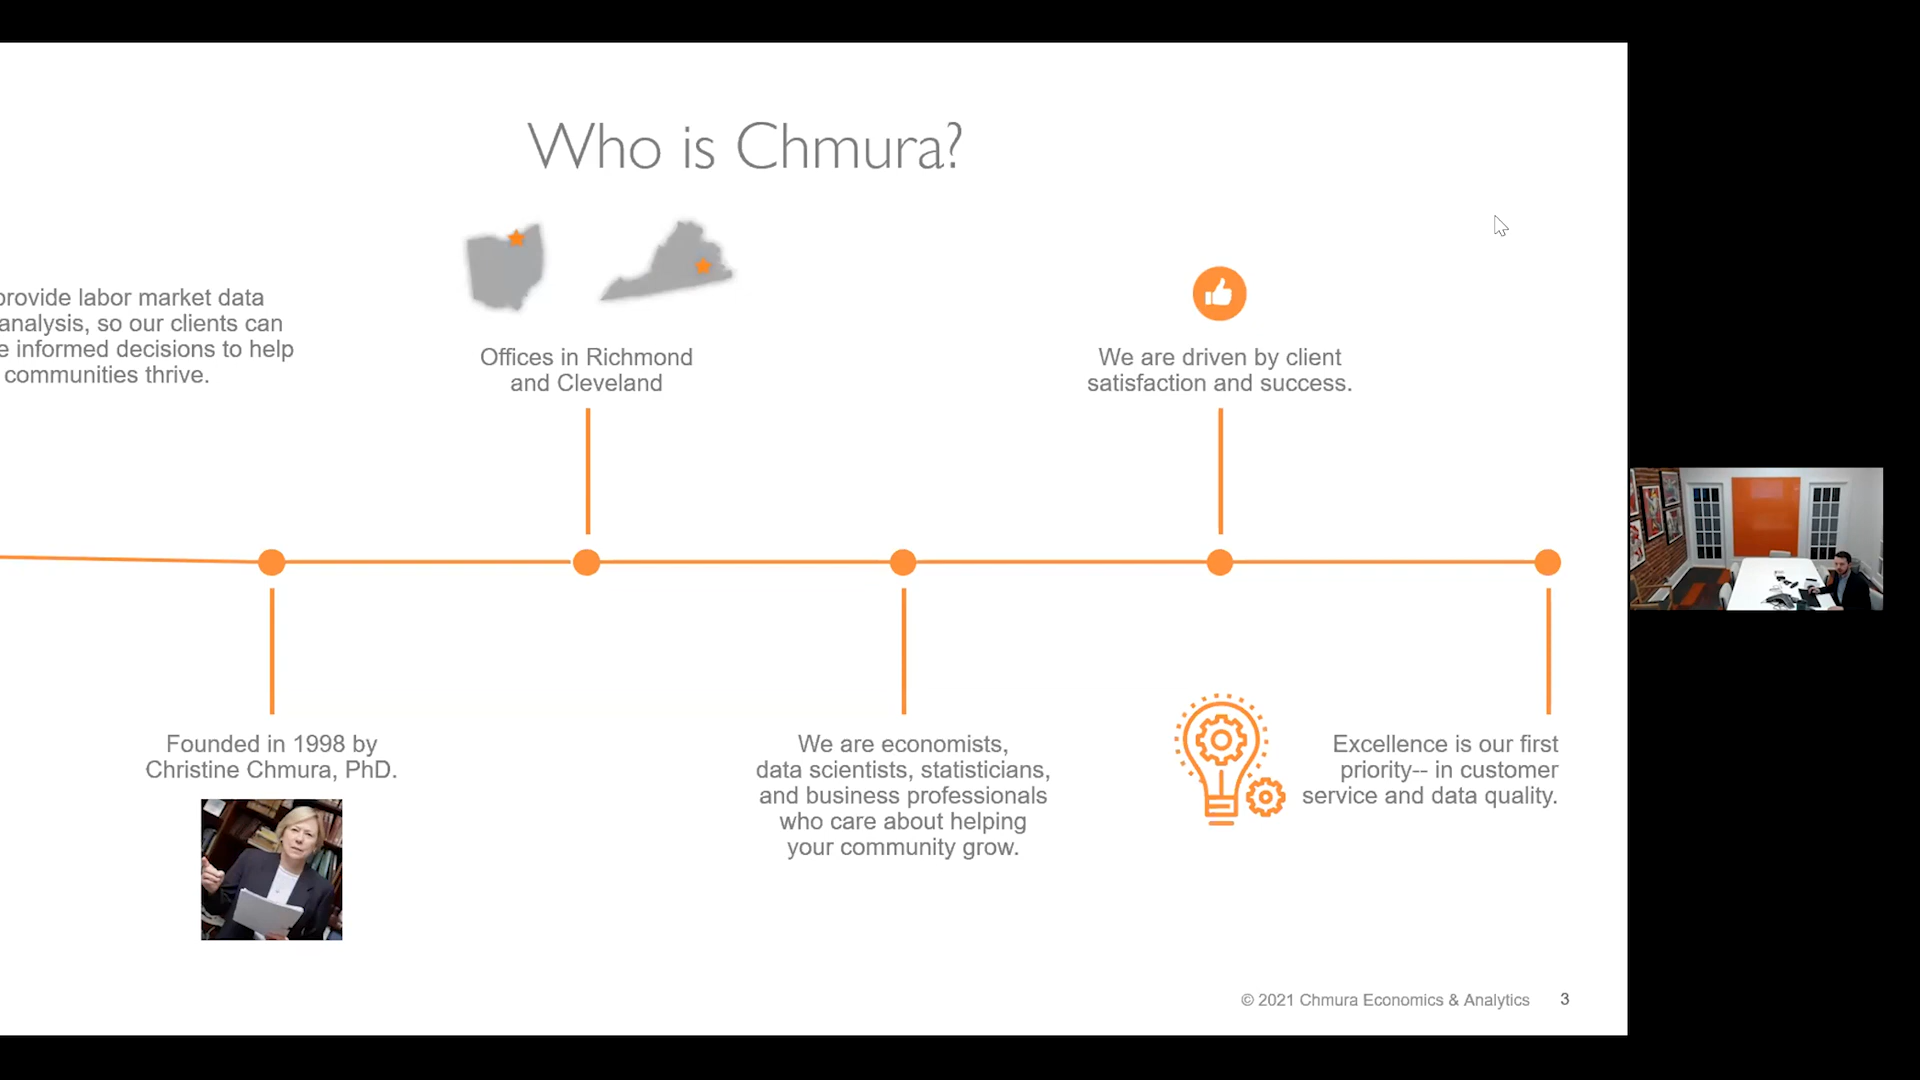 Who is Chmura?
provide labor market data
analysis, so our clients can
informed decisions to help
communities thrive.
Offices in Richmond
and Cleveland
We are driven by client
satisfaction and success.
Founded in 1998 by
Christine Chmura, PhD.
We are economists,
data scientists, statisticians,
and business professionals
who care about helping
your community grow.
Excellence is our first
priority-- in customer
service and data quality.
© 2021 Chmura Economics & Analytics 3